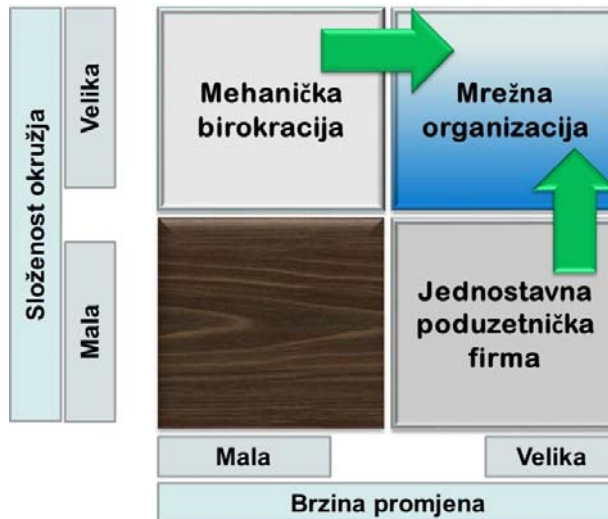 Složenost okružja
Velika
Mala
Mehanička
birokracija
Mrežna
organizacija
Jednostavna
poduzetnička
firma
Mala
Velika
Brzina promjena